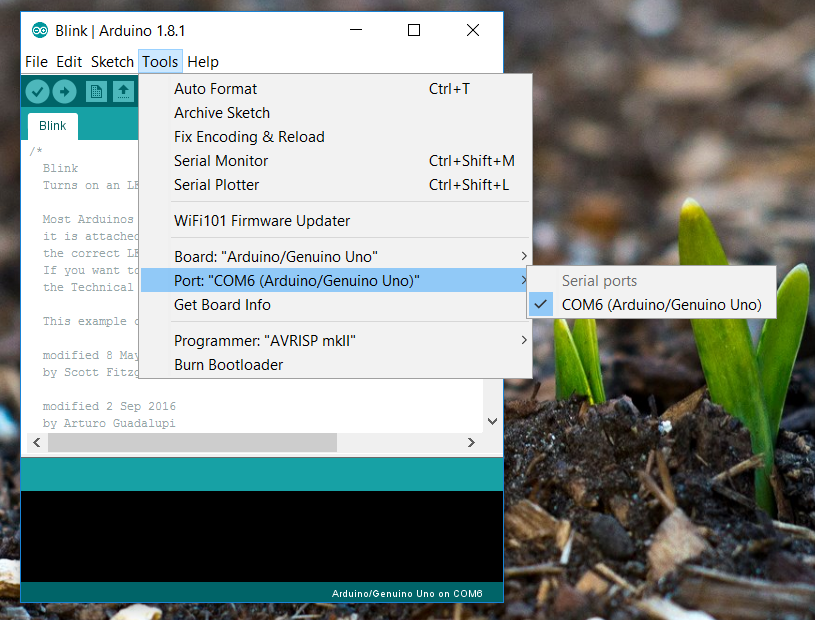 Blink | Arduino 1.8.1
File Edit Sketch Tools Help
Auto Format Ctrl+T
Archive Sketch
Fix Encoding & Reload
Serial Monitor Ctrl+Shift+M
Serial Plotter Ctrl+Shift+L
WiFi101 Firmware Updater
Board: "Arduino/Genuino Uno"
Port: "COM6 (Arduino/Genuino Uno)"
Get Board Info
Programmer: "AVRISP mkII"
Burn Bootloader
Serial ports
COM6 (Arduino/Genuino Uno)
Blink
/*
Blink
Turns on an
Most Arduinos
it is attached
the correct
If you want to
the Technical
This example
modified 8 May
by Scott
modified 2 Sep 2016
by Arturo Guadalupi
Arduino/Genuino Uno on COM6